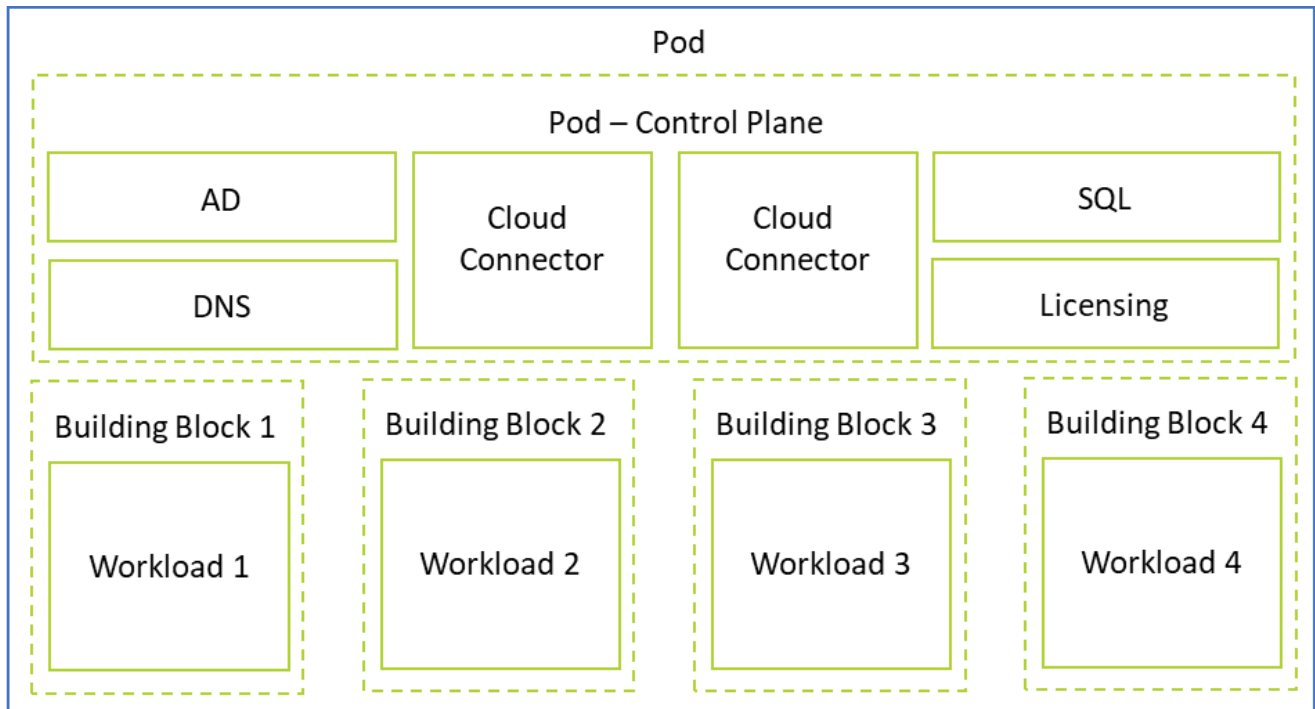 Pod
Pod – Control Plane
AD
DNS
Cloud
Connector
Cloud
Connector
SQL
Licensing
Building Block 1
Workload 1
Building Block 2
Workload 2
Building Block 3
Workload 3
Building Block 4
Workload 4